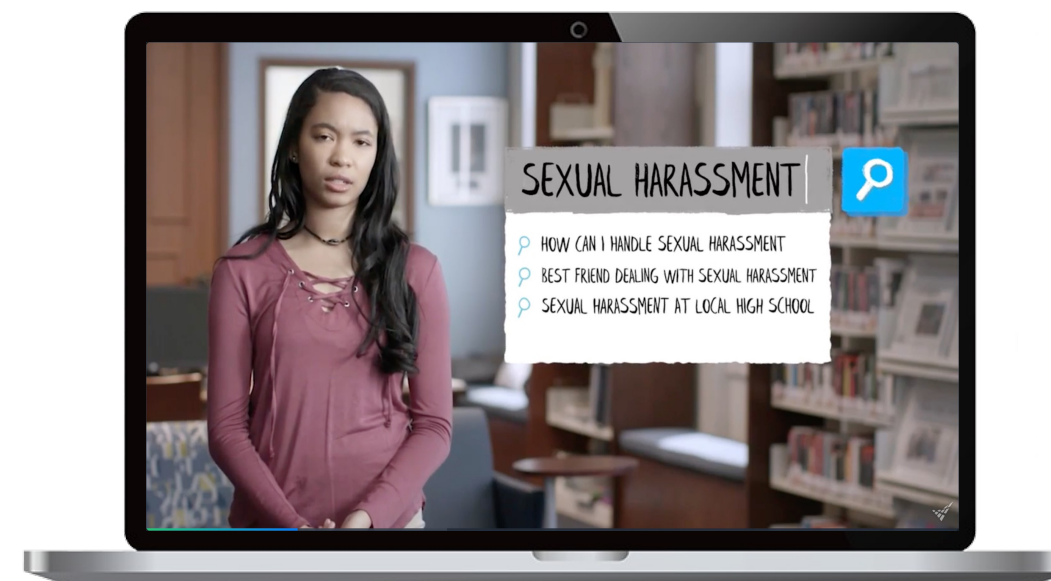 SEXUAL HARASSMENT
HOW CAN I HANDLE SEXUAL HARASSMENT
BEST FRIEND DEALING WITH SEXUAL HARASSMENT
SEXUAL HARASSMENT AT LOCAL HIGH SCHOOL